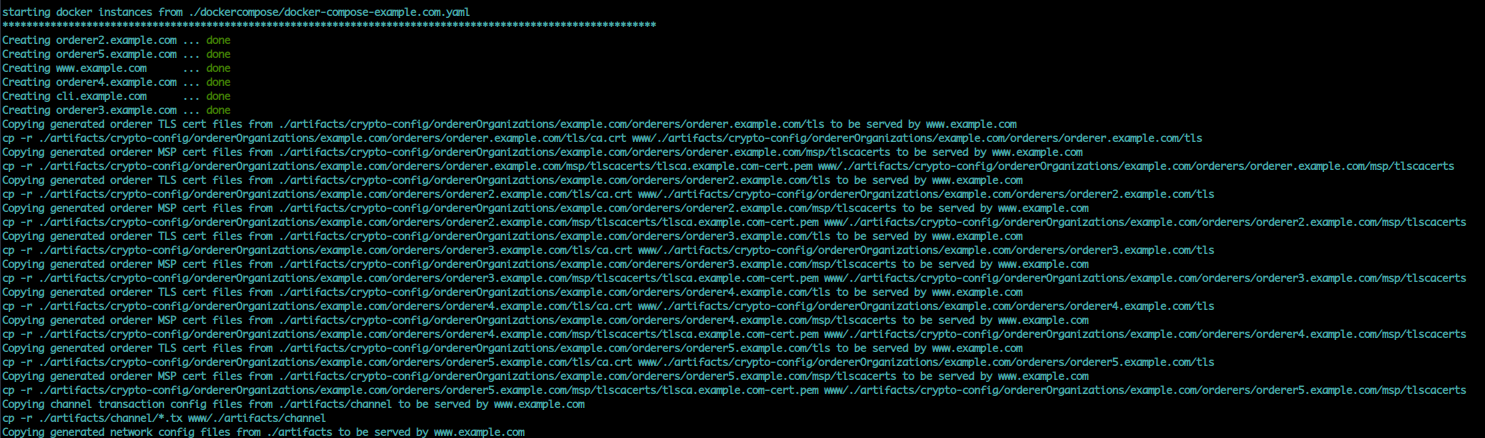 starting docker instances from ./dockercompose/docker-compose-example.com.yaml
*************************************************************************************************************
Creating orderer2.example.com ... done
Creating orderer5.example.com ... done
Creating www.example.com      ... done
Creating orderer4.example.com ... done
Creating cli.example.com      ... done
Creating orderer3.example.com ... done
Copying generated orderer TLS cert files from ./artifacts/crypto-config/ordererOrganizations/example.com/orderers/orderer.example.com/tls to be served by www.example.com
cp -r ./artifacts/crypto-config/ordererOrganizations/example.com/orderers/orderer.example.com/tls/ca.crt www/./artifacts/crypto-config/ordererOrganizations/example.com/orderers/orderer.example.com/tls
Copying generated orderer MSP cert files from ./artifacts/crypto-config/ordererOrganizations/example.com/orderers/orderer.example.com/msp/tlscacerts to be served by www.example.com
cp -r ./artifacts/crypto-config/ordererOrganizations/example.com/orderers/orderer.example.com/msp/tlscacerts/tlsca.example.com-cert.pem www/./artifacts/crypto-config/ordererOrganizations/example.com/orderers/orderer.example.com/msp/tlscacerts
Copying generated orderer TLS cert files from ./artifacts/crypto-config/ordererOrganizations/example.com/orderers/orderer2.example.com/tls to be served by www.example.com
cp -r ./artifacts/crypto-config/ordererOrganizations/example.com/orderers/orderer2.example.com/tls/ca.crt www/./artifacts/crypto-config/ordererOrganizations/example.com/orderers/orderer2.example.com/tls
Copying generated orderer MSP cert files from ./artifacts/crypto-config/ordererOrganizations/example.com/orderers/orderer2.example.com/msp/tlscacerts to be served by www.example.com
cp -r ./artifacts/crypto-config/ordererOrganizations/example.com/orderers/orderer2.example.com/msp/tlscacerts/tlsca.example.com-cert.pem www/./artifacts/crypto-config/ordererOrganizations/example.com/orderers/orderer2.example.com/msp/tlscacerts
Copying generated orderer TLS cert files from ./artifacts/crypto-config/ordererOrganizations/example.com/orderers/orderer3.example.com/tls to be served by www.example.com
cp -r ./artifacts/crypto-config/ordererOrganizations/example.com/orderers/orderer3.example.com/tls/ca.crt www/./artifacts/crypto-config/ordererOrganizations/example.com/orderers/orderer3.example.com/tls
Copying generated orderer MSP cert files from ./artifacts/crypto-config/ordererOrganizations/example.com/orderers/orderer3.example.com/msp/tlscacerts to be served by www.example.com
cp -r ./artifacts/crypto-config/ordererOrganizations/example.com/orderers/orderer3.example.com/msp/tlscacerts/tlsca.example.com-cert.pem www/./artifacts/crypto-config/ordererOrganizations/example.com/orderers/orderer3.example.com/msp/tlscacerts
Copying generated orderer TLS cert files from ./artifacts/crypto-config/ordererOrganizations/example.com/orderers/orderer4.example.com/tls to be served by www.example.com
cp -r ./artifacts/crypto-config/ordererOrganizations/example.com/orderers/orderer4.example.com/tls/ca.crt www/./artifacts/crypto-config/ordererOrganizations/example.com/orderers/orderer4.example.com/tls
Copying generated orderer MSP cert files from ./artifacts/crypto-config/ordererOrganizations/example.com/orderers/orderer4.example.com/msp/tlscacerts to be served by www.example.com
cp -r ./artifacts/crypto-config/ordererOrganizations/example.com/orderers/orderer4.example.com/msp/tlscacerts/tlsca.example.com-cert.pem www/./artifacts/crypto-config/ordererOrganizations/example.com/orderers/orderer4.example.com/msp/tlscacerts
Copying generated orderer TLS cert files from ./artifacts/crypto-config/ordererOrganizations/example.com/orderers/orderer5.example.com/tls to be served by www.example.com
cp -r ./artifacts/crypto-config/ordererOrganizations/example.com/orderers/orderer5.example.com/tls/ca.crt www/./artifacts/crypto-config/ordererOrganizations/example.com/orderers/orderer5.example.com/tls
Copying generated orderer MSP cert files from ./artifacts/crypto-config/ordererOrganizations/example.com/orderers/orderer5.example.com/msp/tlscacerts to be served by www.example.com
cp -r ./artifacts/crypto-config/ordererOrganizations/example.com/orderers/orderer5.example.com/msp/tlscacerts/tlsca.example.com-cert.pem www/./artifacts/crypto-config/ordererOrganizations/example.com/orderers/orderer5.example.com/msp/tlscacerts
Copying channel transaction config files from ./artifacts/channel to be served by www.example.com
cp -r ./artifacts/channel/*.tx www/./artifacts/channel
Copying generated network config files from ./artifacts to be served by www.example.com